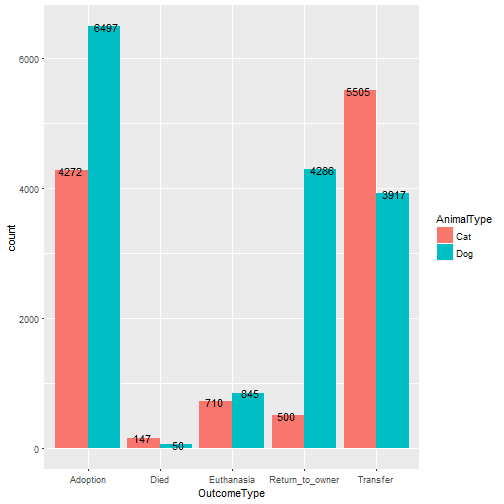 6497
6000
5505
4272
4286
4000
3917
count
AnimalType
Cat
Dog
2000
710
845
500
147
50
0
Adoption Died Euthanasia Return_to_owner Transfer
OutcomeType